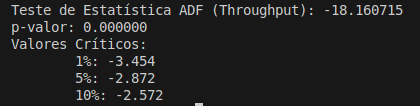 Teste de Estatística ADF (Throughput): -18.160715
p-valor: 0.000000
Valores Críticos:
1%: -3.454
5%: -2.872
10%: -2.572